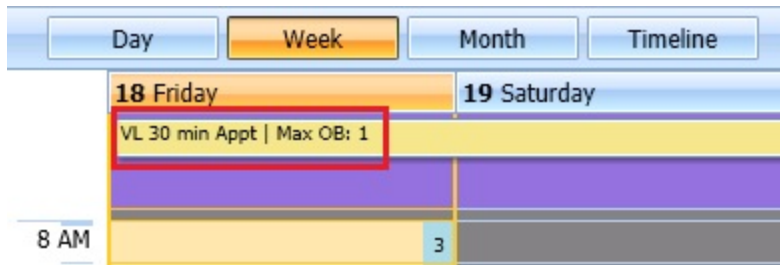 Day Week Month Timeline
18 Friday 19 Saturday
VL 30 min Appt | Max OB: 1
8 AM 3